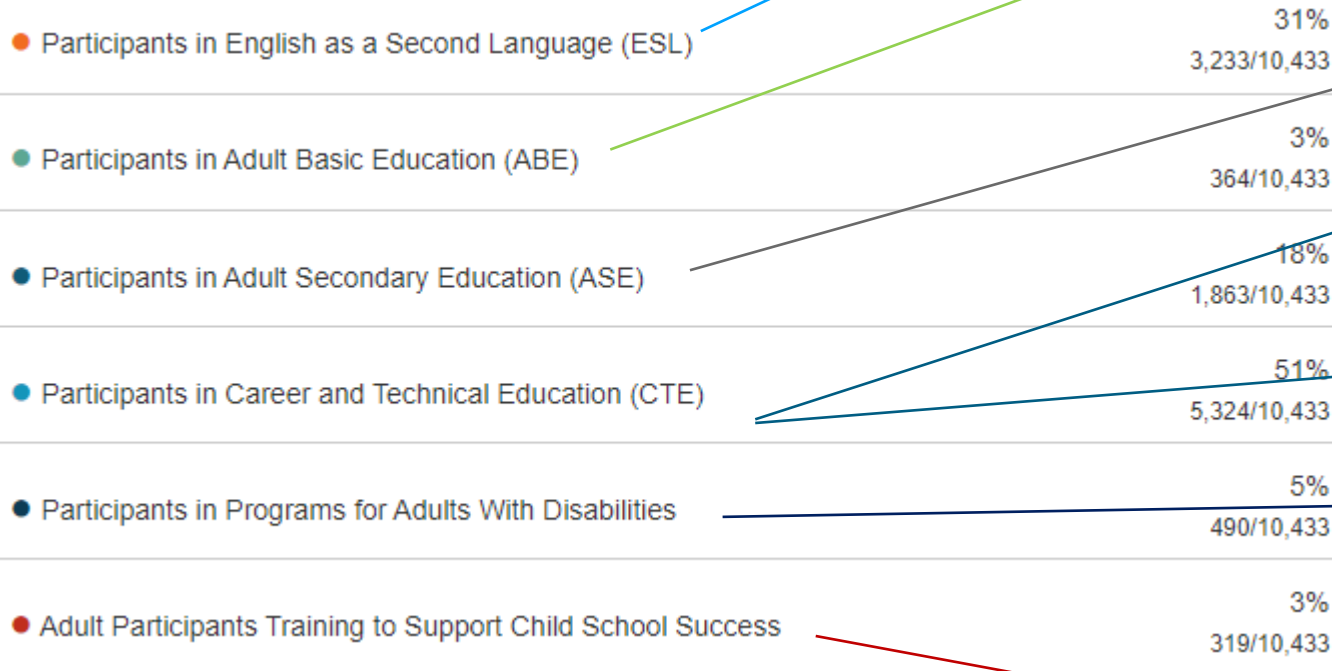 Participants in English as a Second Language (ESL)
31%
3,233/10,433
Participants in Adult Basic Education (ABE)
3%
364/10,433
Participants in Adult Secondary Education (ASE)
18%
1,863/10,433
Participants in Career and Technical Education (CTE)
51%
5,324/10,433
Participants in Programs for Adults With Disabilities
5%
490/10,433
Adult Participants Training to Support Child School Success
3%
319/10,433